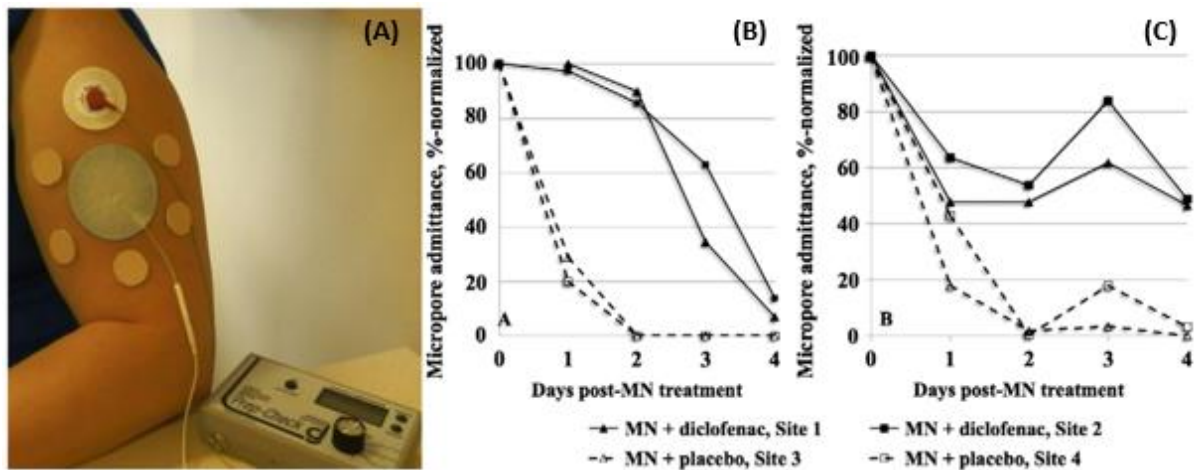 (A)
(B)
(C)
Micropore admittance, %-normalized
100
80
60
40
20
0
A
0 1 2 3 4
Days post-MN treatment
Micropore admittance, %-normalized
100
80
60
40
20
0
B
0 1 2 3 4
Days post-MN treatment
MN + diclofenac, Site 1
MN + diclofenac, Site 2
MN + placebo, Site 3
MN + placebo, Site 4
Prep-Check